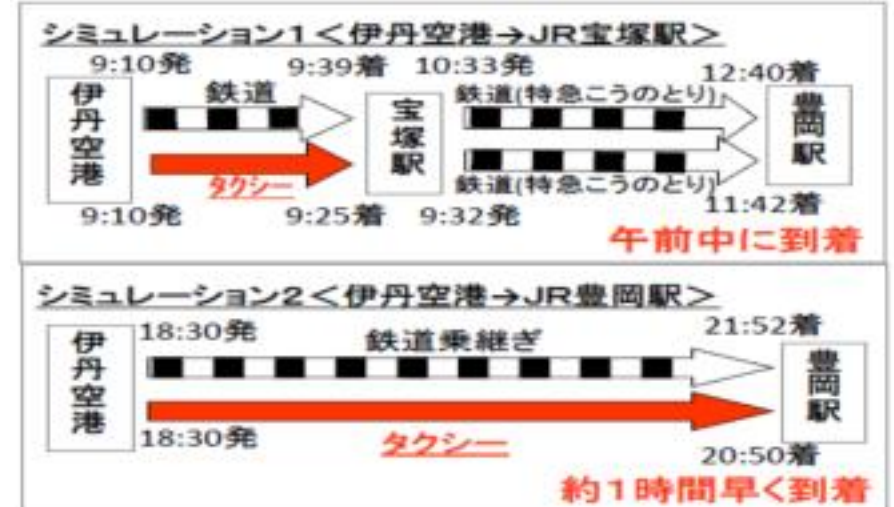 シミュレーション1＜伊丹空港→JR宝塚駅＞
9:10発 9:39着 10:33発 12:40着
伊丹空港
鉄道
宝塚駅
鉄道(特急こうのとり)
豊岡駅
タクシー
鉄道(特急こうのとり)
9:10発 9:25着 9:32発 11:42着
午前中に到着
シミュレーション2＜伊丹空港→JR豊岡駅＞
18:30発 鉄道乗継ぎ 21:52着
伊丹空港
豊岡駅
18:30発 タクシー 20:50着
約1時間早く到着